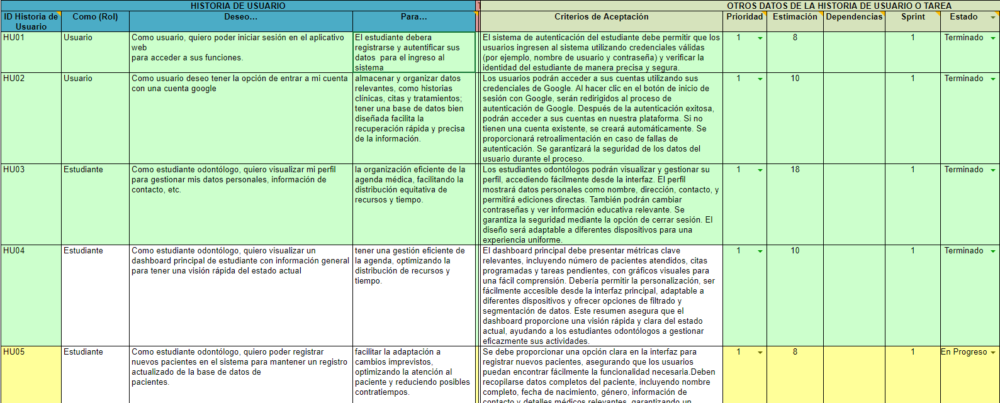 HISTORIA DE USUARIO
OTROS DATOS DE LA HISTORIA DE USUARIO O TAREA
ID Historia de
Usuario
Como (Rol)
Deseo...
Para...
Criterios de Aceptación
Prioridad
Estimación
Dependencias
Sprint
Estado
HU01
Usuario
Como usuario, quiero poder iniciar sesión en el aplicativo
web
para acceder a sus funciones.
El estudiante debera
registrarse y autentificar sus
datos para el ingreso al
sistema
El sistema de autenticación del estudiante debe permitir que los
usuarios ingresen al sistema utilizando credenciales válidas
(por ejemplo, nombre de usuario y contraseña) y verificar la
identidad del estudiante de manera precisa y segura.
1
8
1
Terminado
HU02
Usuario
Como usuario deseo tener la opción de entrar a mi cuenta
con una cuenta google
almacenar y organizar datos
relevantes, como historias
clínicas, citas y tratamientos;
tener una base de datos bien
diseñada facilita la
recuperación rápida y precisa
de la información.
Los usuarios podrán acceder a sus cuentas utilizando sus
credenciales de Google. Al hacer clic en el botón de inicio de
sesión con Google, serán redirigidos al proceso de
autenticación de Google. Después de la autenticación exitosa,
podrán acceder a sus cuentas en nuestra plataforma. Si no
tienen una cuenta existente, se creará automáticamente. Se
proporcionará retroalimentación en caso de fallas de
autenticación. Se garantizará la seguridad de los datos del
usuario durante el proceso.
1
10
1
Terminado
HU03
Estudiante
Como estudiante odontólogo, quiero visualizar mi perfil
para gestionar mis datos personales, información de
contacto, etc.
la organización eficiente de la
agenda médica, facilitando la
distribución equitativa de
recursos y tiempo.
Los estudiantes odontólogos podrán visualizar y gestionar su
perfil, accediendo fácilmente desde la interfaz. El perfil
mostrará datos personales como nombre, dirección, contacto, y
permitirá ediciones directas. También podrán cambiar
contraseñas y ver información educativa relevante. Se
garantiza la seguridad mediante la opción de cerrar sesión. El
diseño será adaptable a diferentes dispositivos para una
experiencia uniforme.
1
18
1
Terminado
HU04
Estudiante
Como estudiante odontólogo, quiero visualizar un
dashboard principal de estudiante con información general
para tener una visión rápida del estado actual
tener una gestión eficiente de
la agenda, optimizando la
distribución de recursos y
tiempo.
El dashboard principal debe presentar métricas clave
relevantes, incluyendo número de pacientes atendidos, citas
programadas y tareas pendientes, con gráficos visuales para
una fácil comprensión. Debería permitir la personalización, ser
fácilmente accesible desde la interfaz principal, adaptable a
diferentes dispositivos y ofrecer opciones de filtrado y
segmentación de datos. Este resumen asegura que el
dashboard proporcione una visión rápida y clara del estado
actual, ayudando a los estudiantes odontólogos a gestionar
eficazmente sus actividades.
1
10
1
Terminado
HU05
Estudiante
Como estudiante odontólogo, quiero poder registrar
nuevos pacientes en el sistema para mantener un registro
actualizado de la base de datos de
pacientes.
facilitar la adaptación a
cambios imprevistos,
optimizando la atención al
paciente y reduciendo posibles
contratiempos.
Se debe proporcionar una opción clara en la interfaz para
registrar nuevos pacientes, asegurando que los usuarios
puedan encontrar fácilmente la funcionalidad necesaria.Deben
recopilarse datos completos del paciente, incluyendo nombre
completo, fecha de nacimiento, género, información de
contacto y detalles médicos relevantes, garantizando un
1
8
1
En Progreso